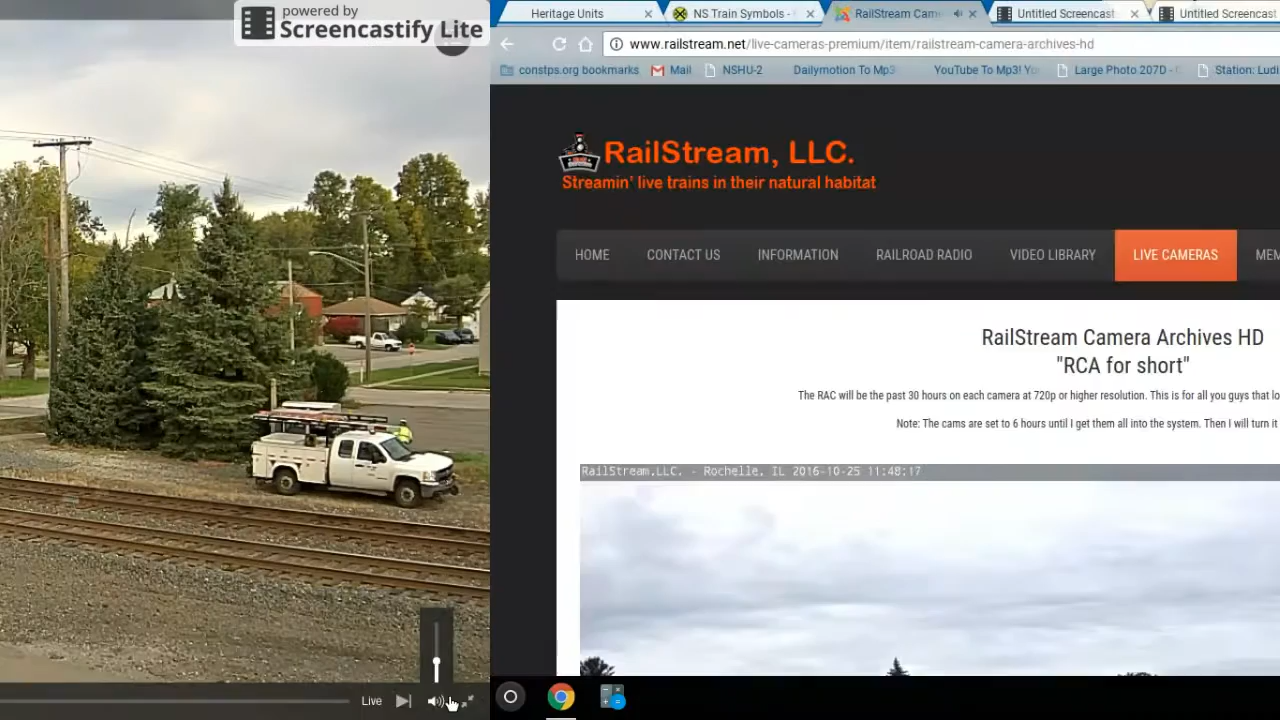 powered by
Screencastify Lite
Live
Heritage Units
NS Train Symbols -
RailStream Cam
Untitled Screencast
Untitled Screencast
www.railstream.net/live-cameras-premium/item/railstream-camera-archives-hd
constps.org bookmarks
Mail
NSHU-2
Dailymotion To Mp3
YouTube To Mp3! Yo
Large Photo 207D -
Station: Ludi
RailStream, LLC.
Streamin' live trains in their natural habitat
HOME
CONTACT US
INFORMATION
RAILROAD RADIO
VIDEO LIBRARY
LIVE CAMERAS
MEM
RailStream Camera Archives HD
"RCA for short"
The RAC will be the past 30 hours on each camera at 720p or higher resolution. This is for all you guys that lo
Note: The cams are set to 6 hours until I get them all into the system. Then I will turn it
RailStream,LLC. - Rochelle, IL 2016-10-25 11:48:17